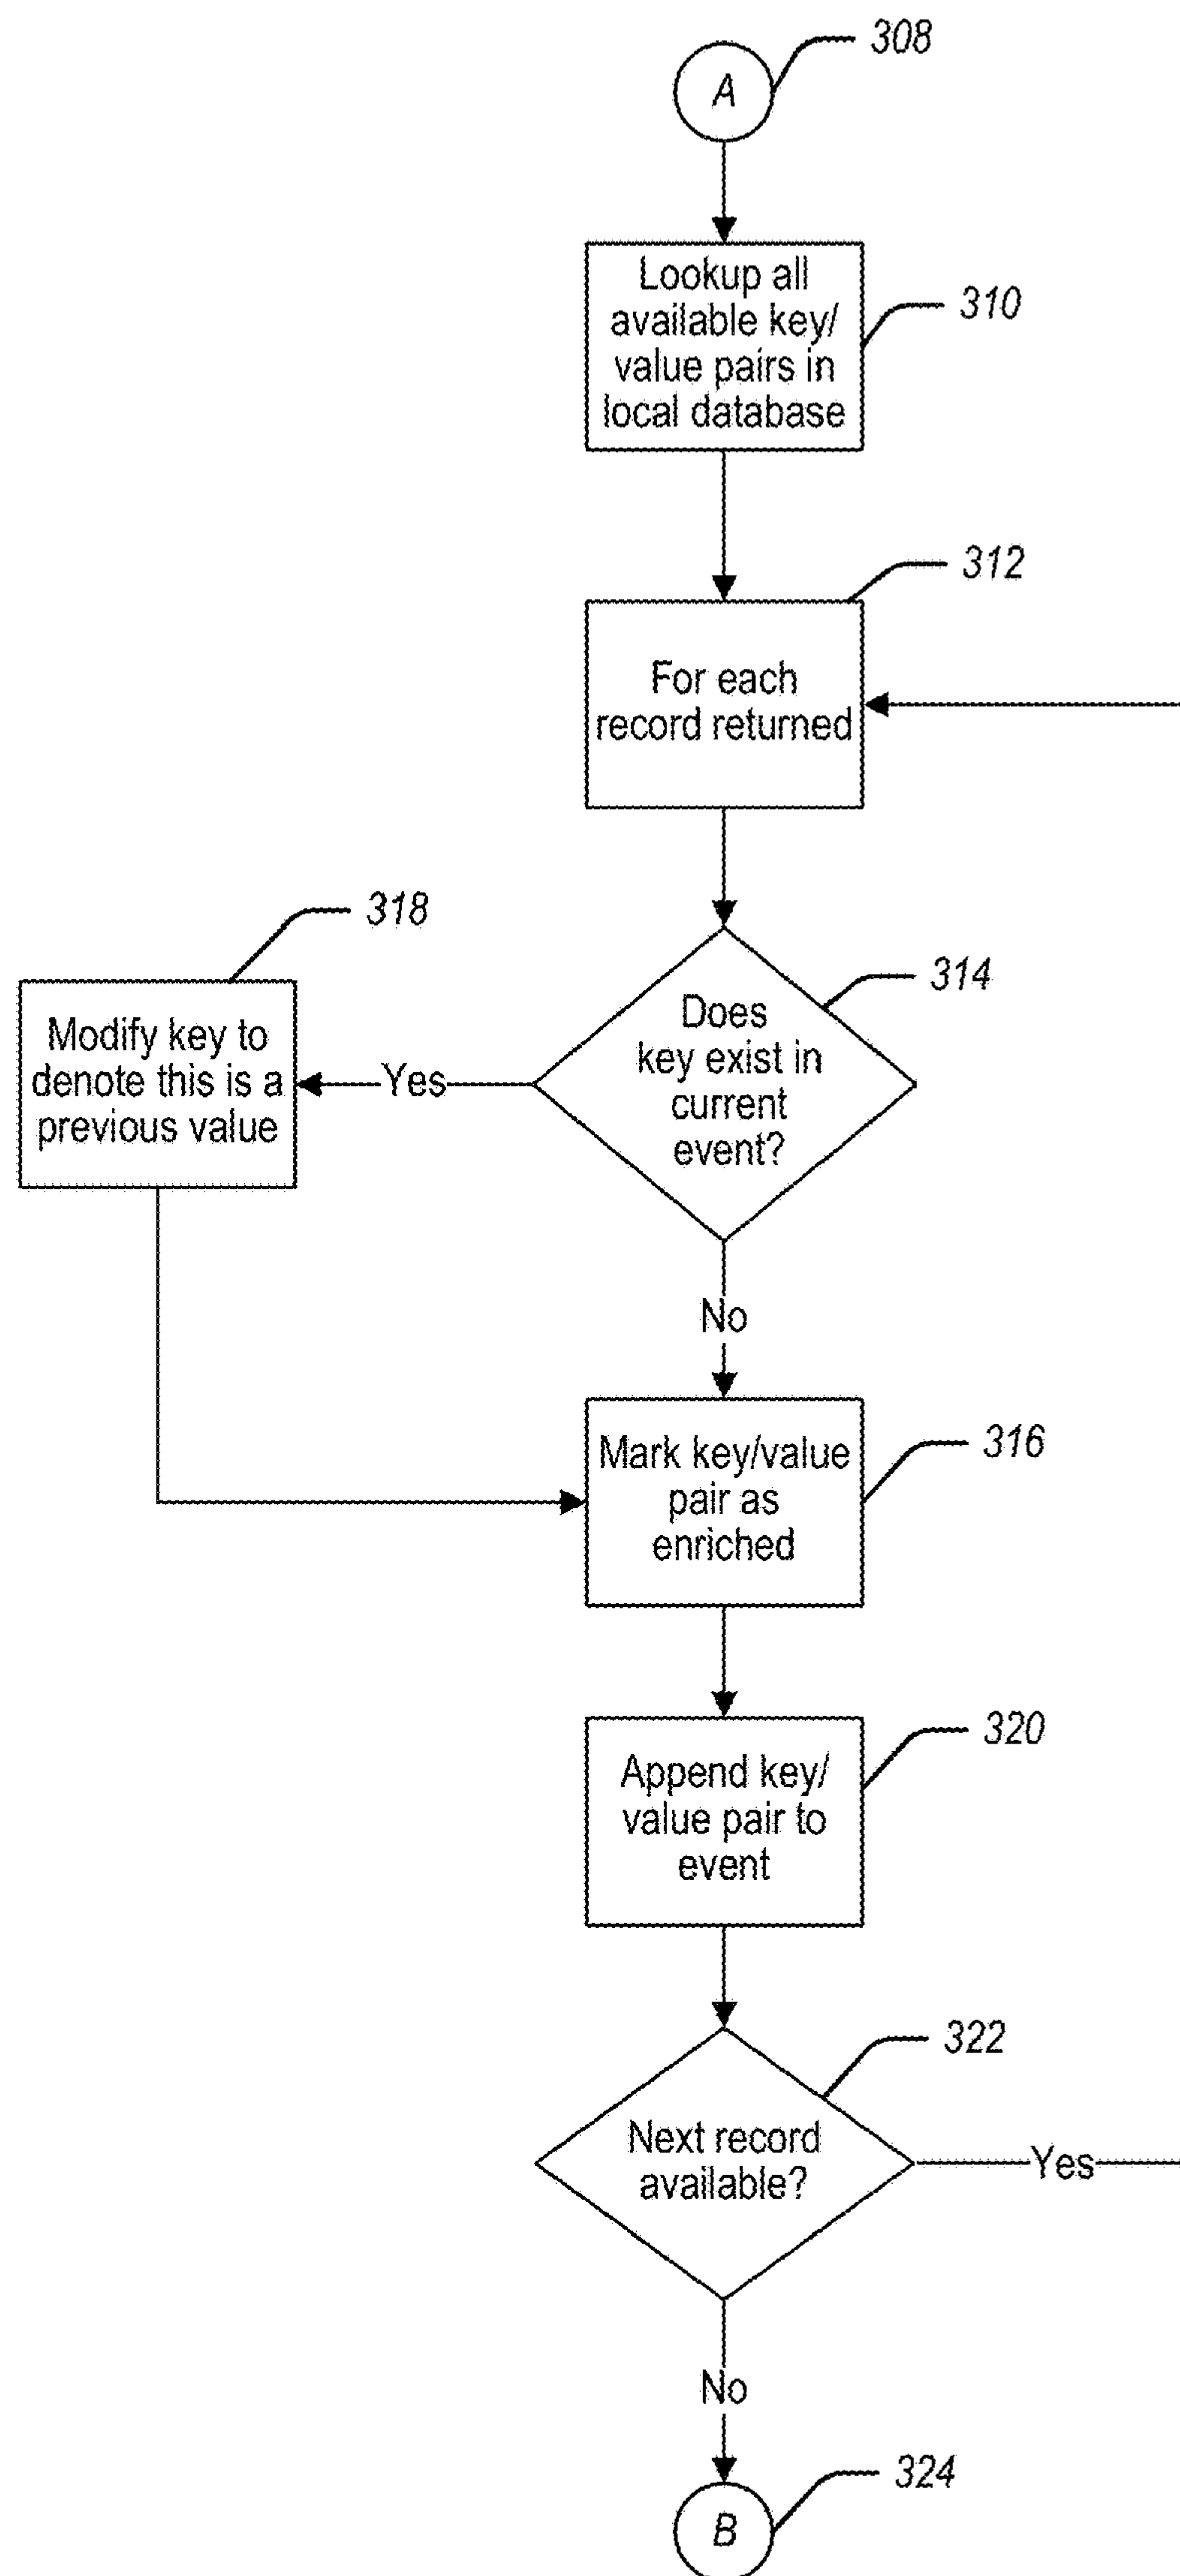 308
A
Lookup all
available key/
value pairs in
local database
310
312
For each
record returned
318
314
Modify key to
denote this is a
previous value
Yes
Does
key exist in
current
event?
No
316
Mark key/value
pair as
enriched
320
Append key/
value pair to
event
322
Next record
available?
Yes
No
324
B